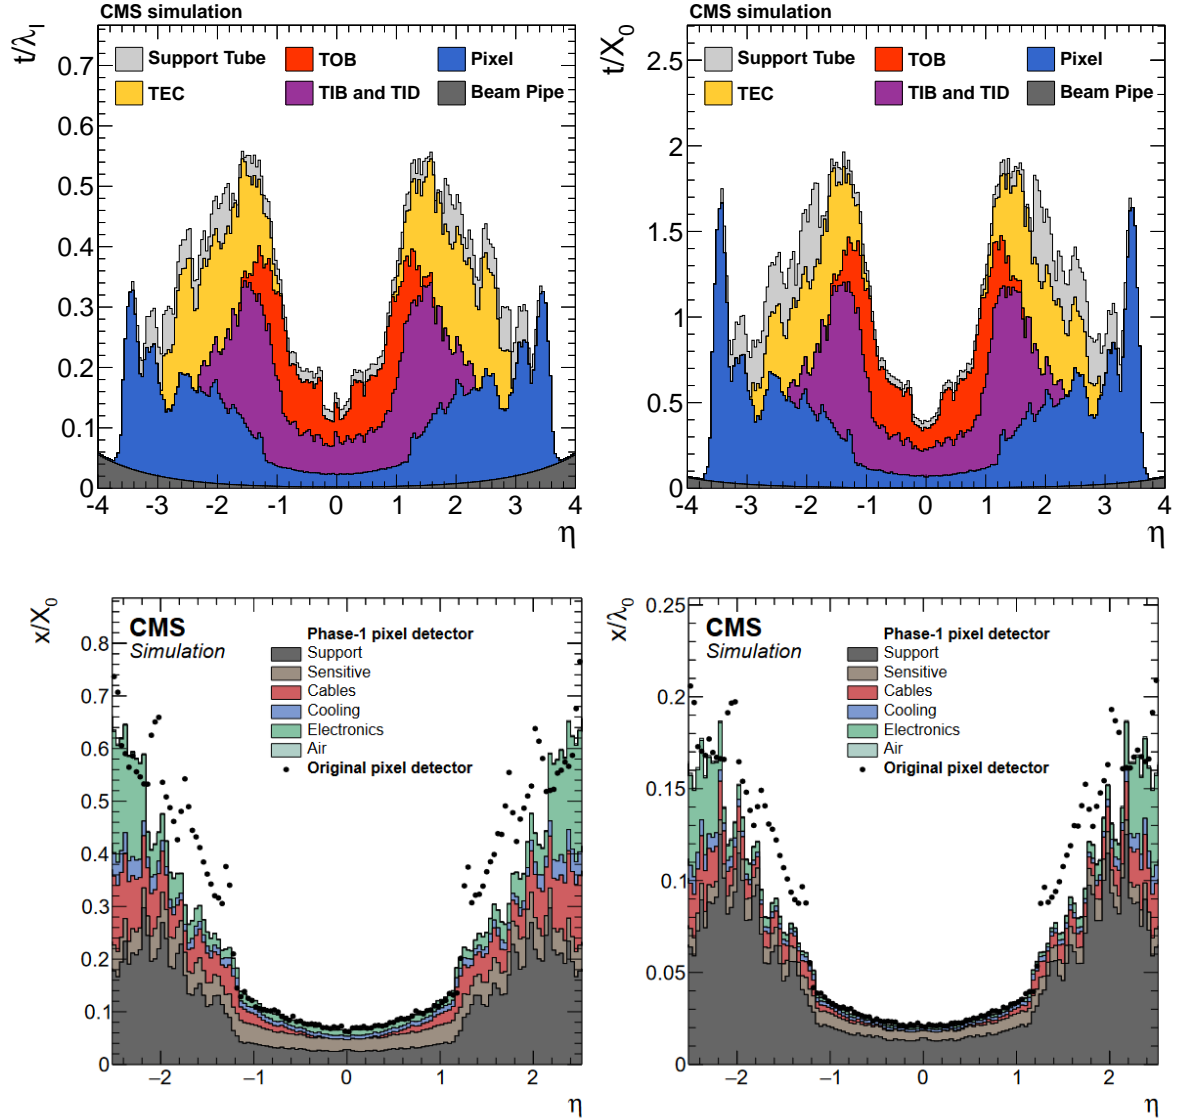 CMS simulation
t/λI
Support Tube TOB Pixel
TEC TIB and TID Beam Pipe
0.7
0.6
0.5
0.4
0.3
0.2
0.1
0
-4 -3 -2 -1 0 1 2 3 4
η
CMS simulation
t/X0
Support Tube TOB Pixel
TEC TIB and TID Beam Pipe
2.5
2
1.5
1
0.5
0
-4 -3 -2 -1 0 1 2 3 4
η
x/X0
CMS
Simulation
Phase-1 pixel detector
Support
Sensitive
Cables
Cooling
Electronics
Air
Original pixel detector
0.8
0.7
0.6
0.5
0.4
0.3
0.2
0.1
0
−2 −1 0 1 2
η
x/λ0
CMS
Simulation
Phase-1 pixel detector
Support
Sensitive
Cables
Cooling
Electronics
Air
Original pixel detector
0.25
0.2
0.15
0.1
0.05
0
−2 −1 0 1 2
η